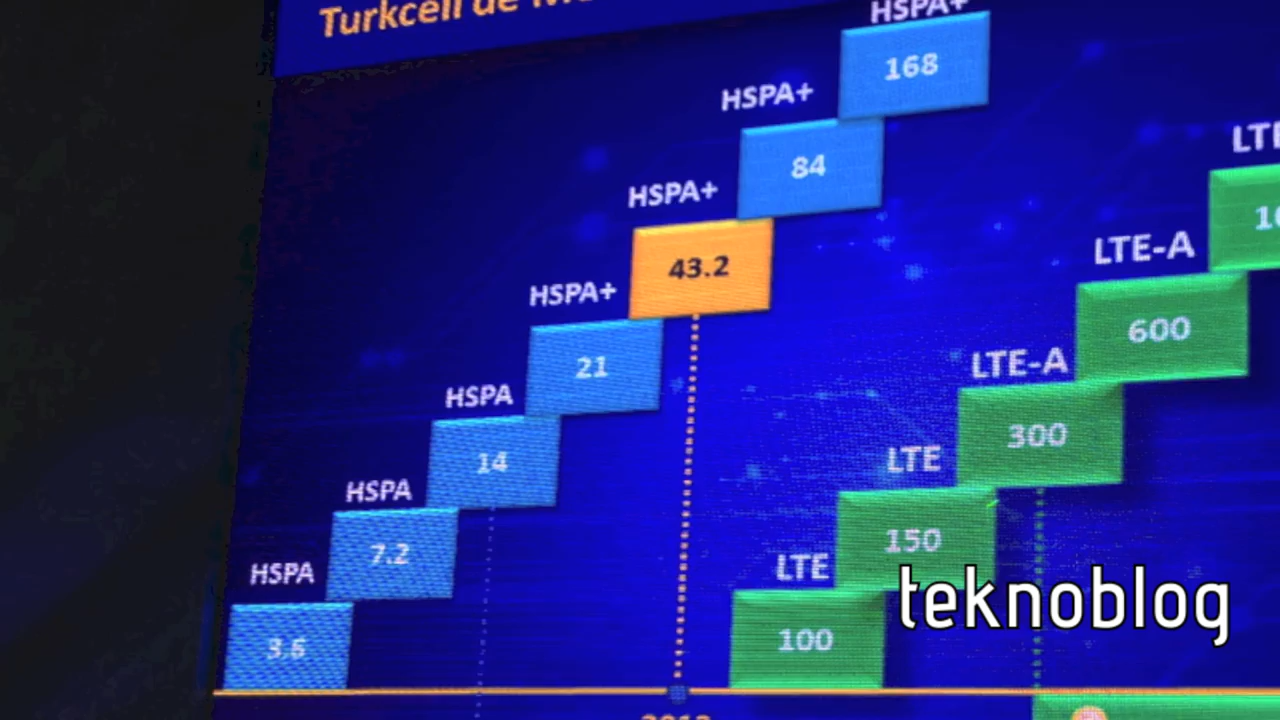 Turkcell'de
HSPA+
168
HSPA+
84
HSPA+
43.2
HSPA+
21
HSPA
14
HSPA
7.2
HSPA
3.6
LTE-A
600
LTE-A
300
LTE
150
LTE
100
teknoblog